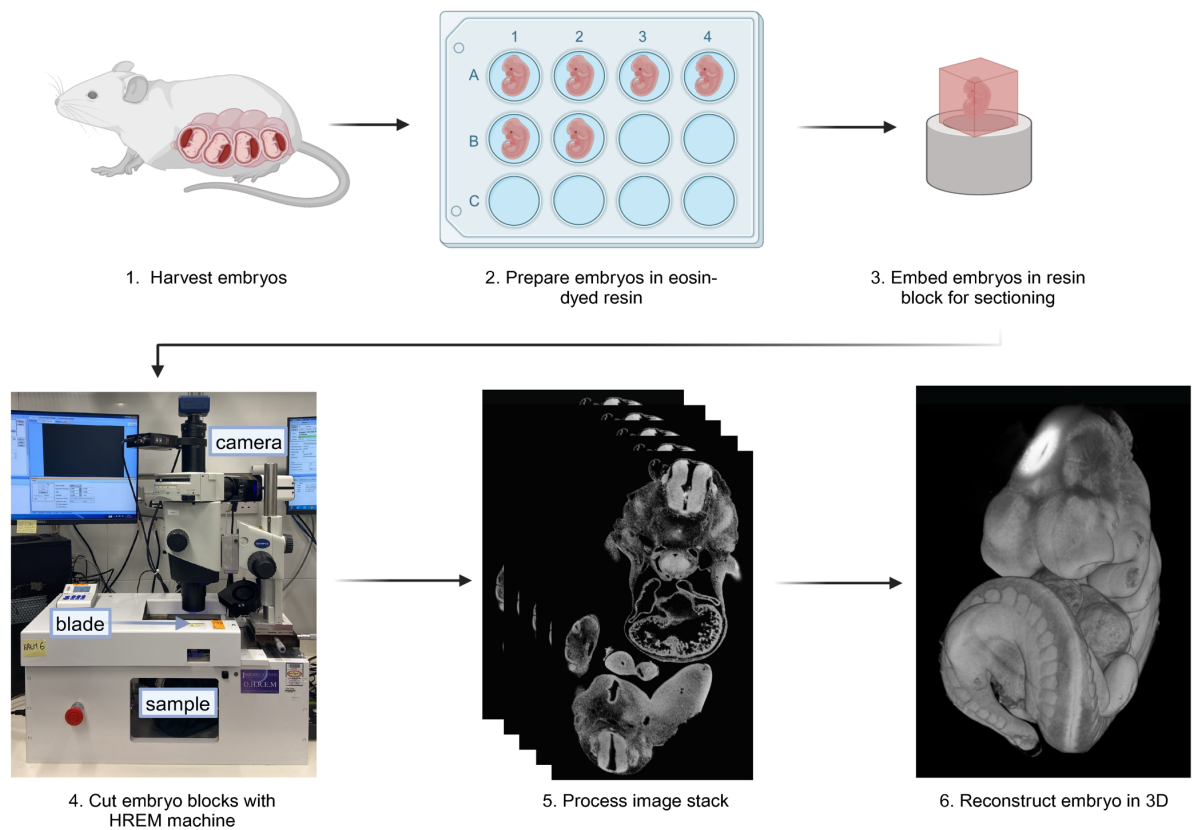 1 2 3 4
A
B
C
1. Harvest embryos
2. Prepare embryos in eosin-
dyed resin
3. Embed embryos in resin
block for sectioning
camera
OLYMPUS
blade
sample
O.H.R.E.M
4. Cut embryo blocks with
HREM machine
5. Process image stack
6. Reconstruct embryo in 3D